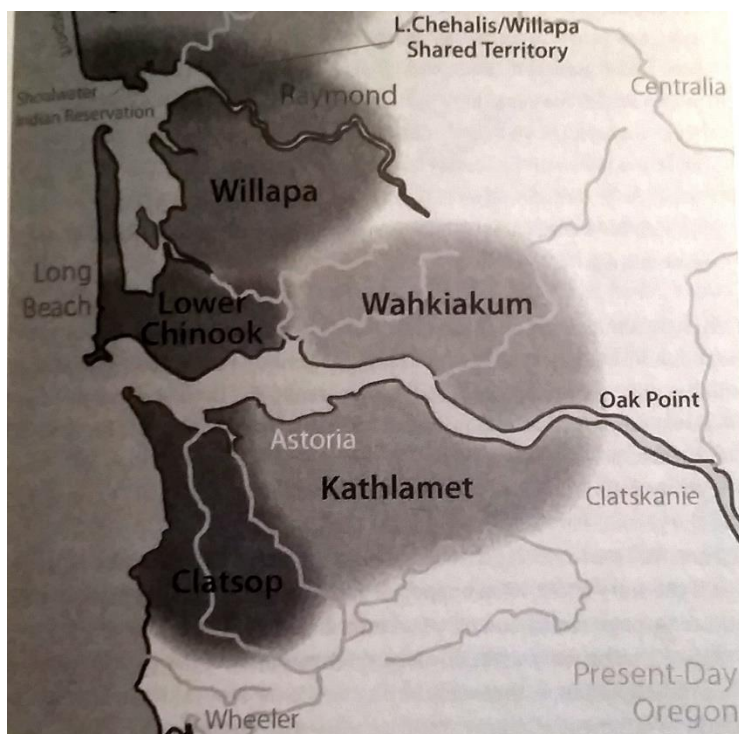 L.Chehalis/Willapa
Shared Territory
Centralia
Shoalwater
Indian Reservation
Raymond
Willapa
Long
Beach
Lower
Chinook
Wahkiakum
Oak Point
Astoria
Kathlamet
Clatskanie
Clatsop
Present-Day
Oregon
Wheeler